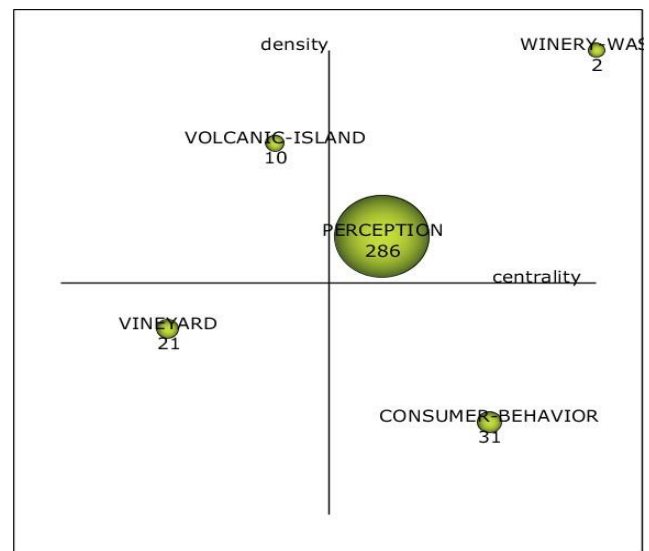 density
WINERY-WAS
2
VOLCANIC-ISLAND
10
PERCEPTION
286
centrality
VINEYARD
21
CONSUMER-BEHAVIOR
31